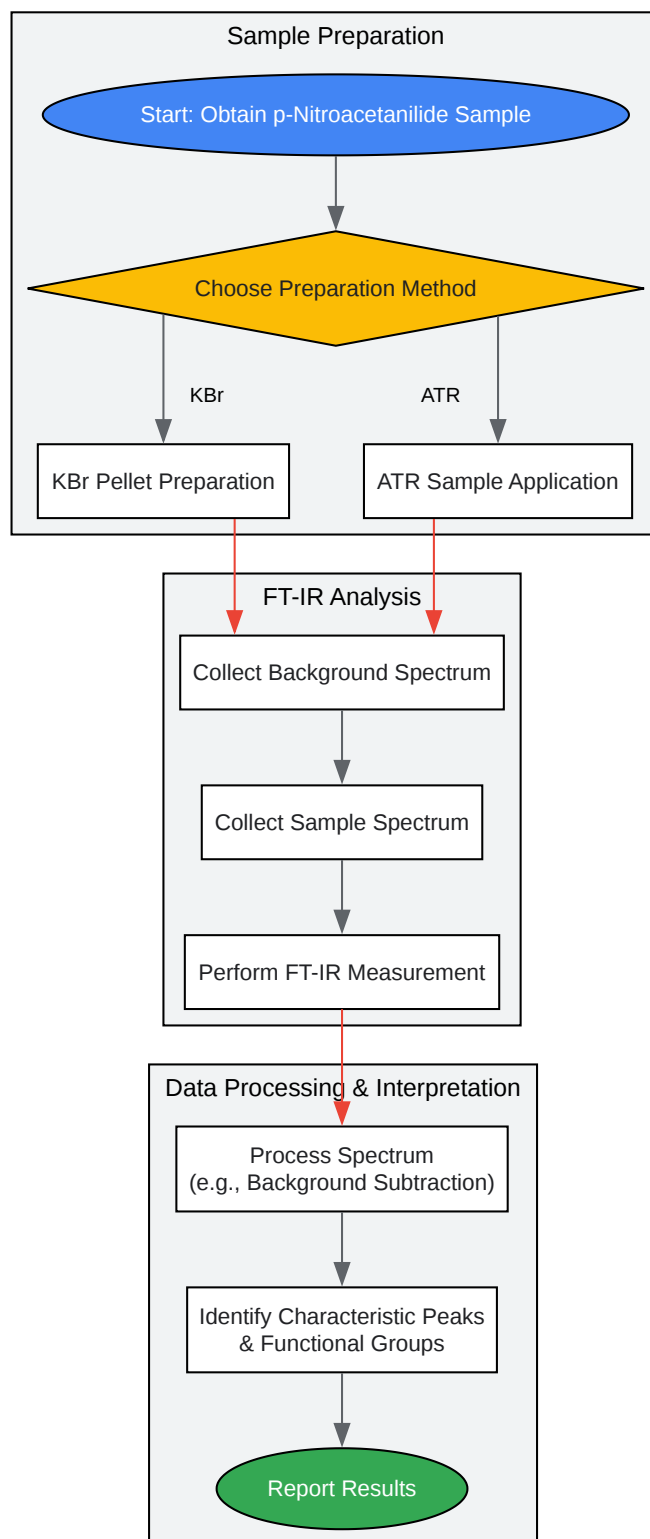 Sample Preparation
Start: Obtain p-Nitroacetanilide Sample
Choose Preparation Method
KBr
ATR
KBr Pellet Preparation
ATR Sample Application
FT-IR Analysis
Collect Background Spectrum
Collect Sample Spectrum
Perform FT-IR Measurement
Data Processing & Interpretation
Process Spectrum
(e.g., Background Subtraction)
Identify Characteristic Peaks
& Functional Groups
Report Results